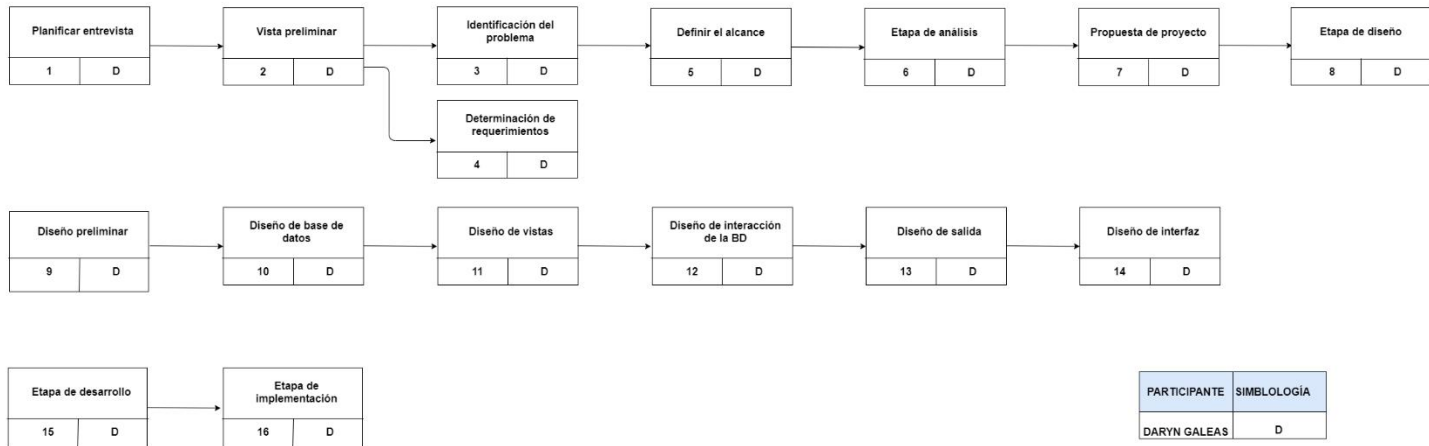 Planificar entrevista
1 D
Vista preliminar
2 D
Identificación del
problema
3 D
Definir el alcance
5 D
Etapa de análisis
6 D
Propuesta de proyecto
7 D
Etapa de diseño
8 D
Determinación de
requerimientos
4 D
Diseño preliminar
9 D
Diseño de base de
datos
10 D
Diseño de vistas
11 D
Diseño de interacción
de la BD
12 D
Diseño de salida
13 D
Diseño de interfaz
14 D
Etapa de desarrollo
15 D
Etapa de
implementación
16 D
PARTICIPANTE SIMBLOLOGÍA
DARYN GALEAS D